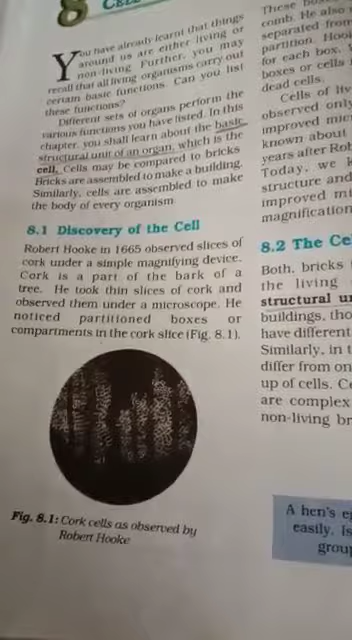 8
You have already learnt that things
around us are either living or
non-living. Further, you may
recall that all living organisms carry out
certain basic functions. Can you list
these functions?
Different sets of organs perform the
various functions you have listed. In this
chapter, you shall learn about the basic
structural unit of an organ, which is the
cell. Cells may be compared to bricks
Bricks are assembled to make a building.
Similarly, cells are assembled to make
the body of every organism
8.1 Discovery of the Cell
Robert Hooke in 1665 observed slices of
cork under a simple magnifying device.
Cork is a part of the bark of a
tree. He took thin slices of cork and
observed them under a microscope. He
noticed partitioned boxes or
compartments in the cork slice (Fig. 8.1).
Fig. 8.1: Cork cells as observed by
Robert Hooke
These
comb. He also
separated from
partition.
for each box.
boxes or cells
dead cells.
Cells of
observed only
improved
known about
years after
Today, we
structure and
improved
magnification
8.2 The
Both, bricks
the living
structural
buildings,
have different
Similarly, in
differ from
up of cells.
are complex
non-living
A hen's
easily. Is